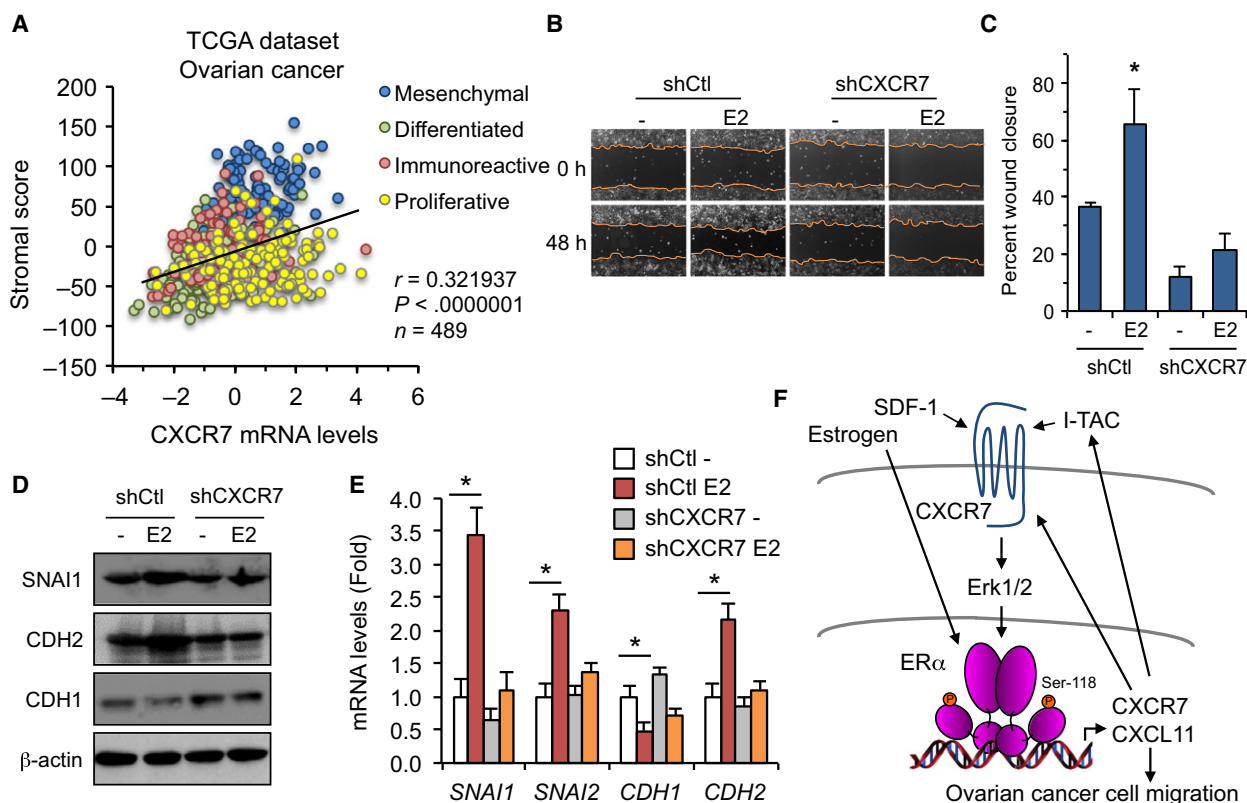 A
TCGA dataset
Ovarian cancer
Stromal score
200
150
100
50
0
−50
−100
−150
−4
−2
0
2
4
6
CXCR7 mRNA levels
Mesenchymal
Differentiated
Immunoreactive
Proliferative
r = 0.321937
P < .0000001
n = 489
B
shCtl
shCXCR7
- E2 - E2
0 h
48 h
C
*
Percent wound closure
80
60
40
20
0
- E2 - E2
shCtl shCXCR7
D
shCtl shCXCR7
- E2 - E2
SNAI1
CDH2
CDH1
β-actin
E
shCtl -
shCtl E2
shCXCR7 -
shCXCR7 E2
mRNA levels (Fold)
4.0
3.5
3.0
2.5
2.0
1.5
1.0
0.5
0.0
* * * *
SNAI1 SNAI2 CDH1 CDH2
F
SDF-1
Estrogen
I-TAC
CXCR7
Erk1/2
ERα
Ser-118
P
P
CXCR7
CXCL11
Ovarian cancer cell migration